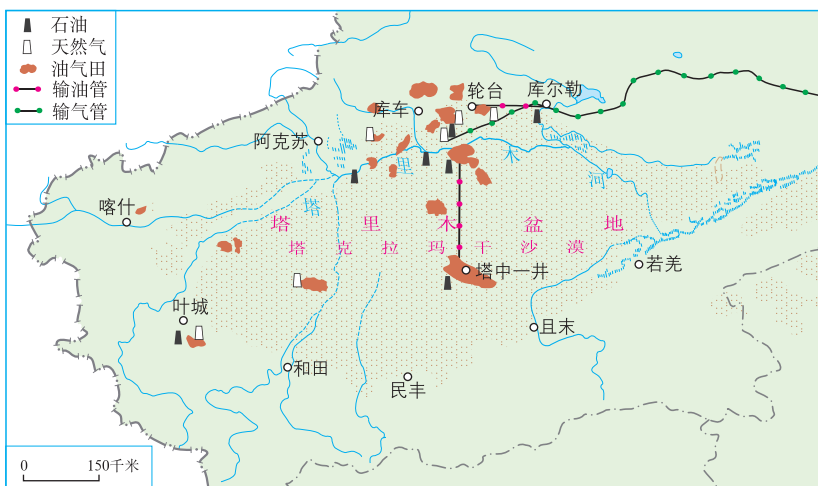 石油
天然气
油气田
输油管
输气管
轮台
库尔勒
库车
阿克苏
塔里木河
喀什
塔里木盆地
塔克拉玛干沙漠
塔中一井
若羌
叶城
且末
和田
民丰
0 150千米